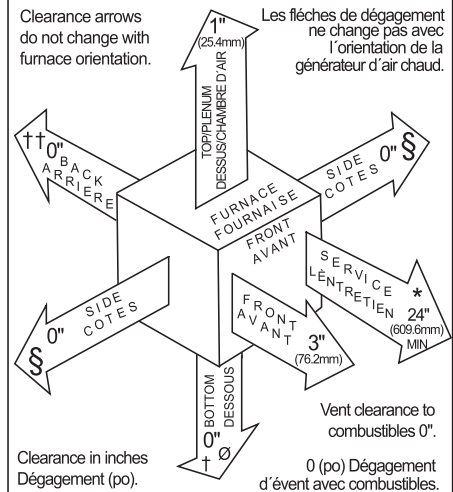 Clearance arrows
do not change with
furnace orientation.
Les fléches de dégagement
ne change pas avec
l´orientation de la
générateur d´air chaud.
1"
(25.4mm)
TOP/PLENUM
DESSUS/CHAMBRE D'AIR
††0"
BACK
ARRIERE
SIDE
COTES
0" §
FURNACE
FOURNAISE
FRONT
AVANT
SERVICE
LÈNTRETIEN
*
24"
(609.6mm)
MIN
§ 0"
SIDE
COTES
FRONT
AVANT
3"
(76.2mm)
BOTTOM
DESSOUS
0"
† Ø
Vent clearance to
combustibles 0".
Clearance in inches
Dégagement (po).
0 (po) Dégagement
d´évent avec combustibles.